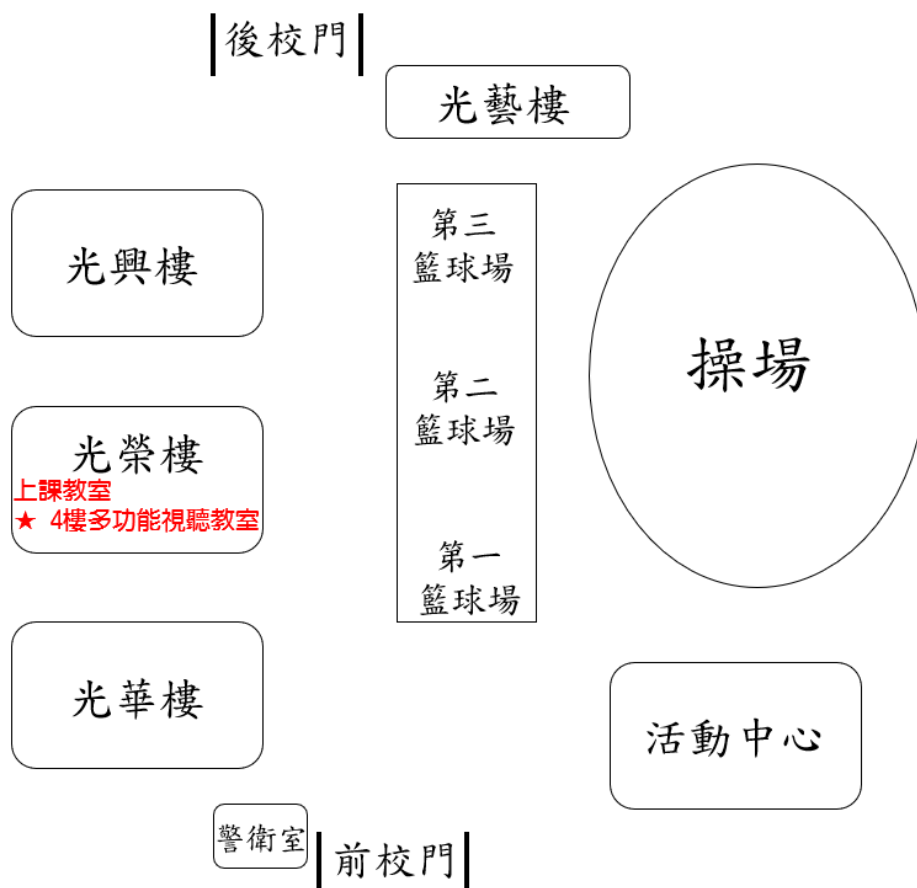 後校門
光藝樓
第三
籃球場
光興樓
操場
第二
籃球場
光榮樓
上課教室
★ 4樓多功能視聽教室
第一
籃球場
光華樓
活動中心
警衛室
前校門